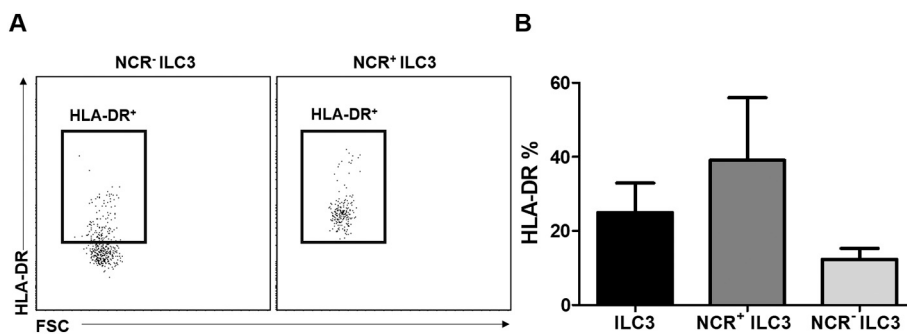 A
B
NCR⁻ ILC3
NCR⁺ ILC3
HLA-DR⁺
HLA-DR⁺
HLA-DR
FSC
HLA-DR %
60
40
20
0
ILC3
NCR⁺ ILC3
NCR⁻ ILC3